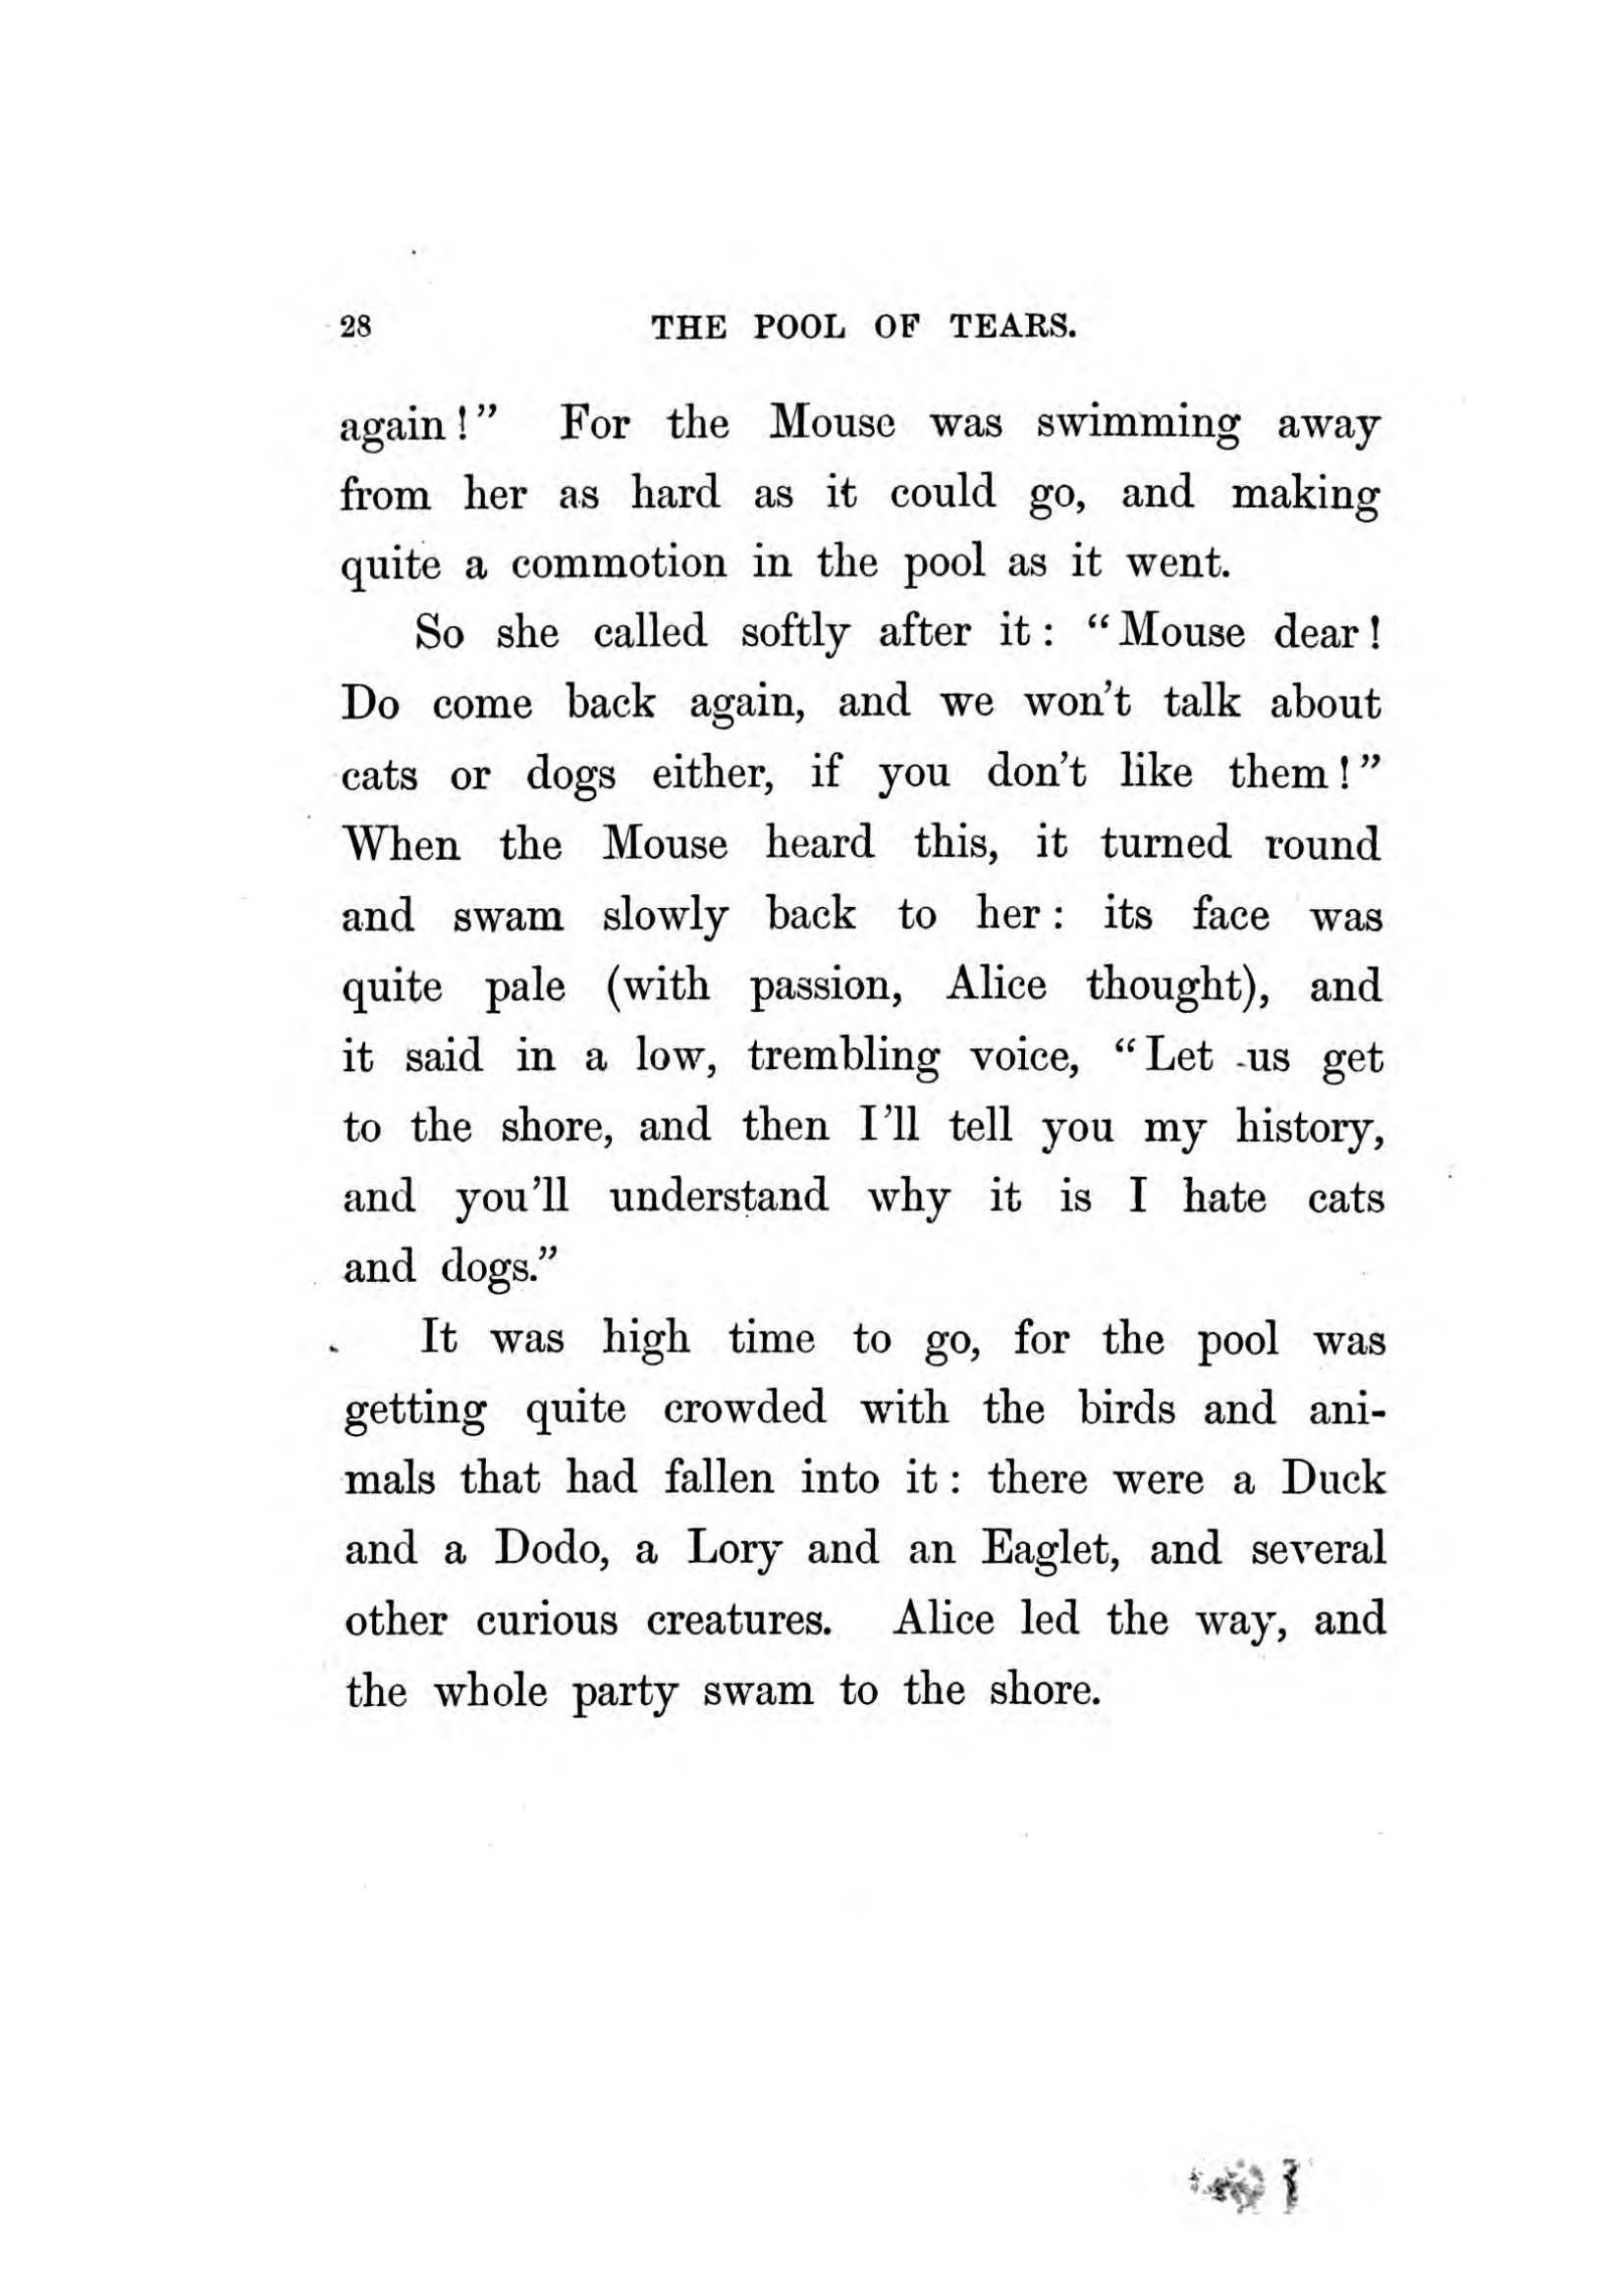 28 THE POOL OF TEARS.
again!” For the Mouse was swimming away
from her as hard as it could go, and making
quite a commotion in the pool as it went.
So she called softly after it: “Mouse dear!
Do come back again, and we won’t talk about
cats or dogs either, if you don’t like them!”
When the Mouse heard this, it turned round
and swam slowly back to her: its face was
quite pale (with passion, Alice thought), and
it said in a low, trembling voice, “Let us get
to the shore, and then I’ll tell you my history,
and you’ll understand why it is I hate cats
and dogs.”
It was high time to go, for the pool was
getting quite crowded with the birds and ani-
mals that had fallen into it: there were a Duck
and a Dodo, a Lory and an Eaglet, and several
other curious creatures. Alice led the way, and
the whole party swam to the shore.